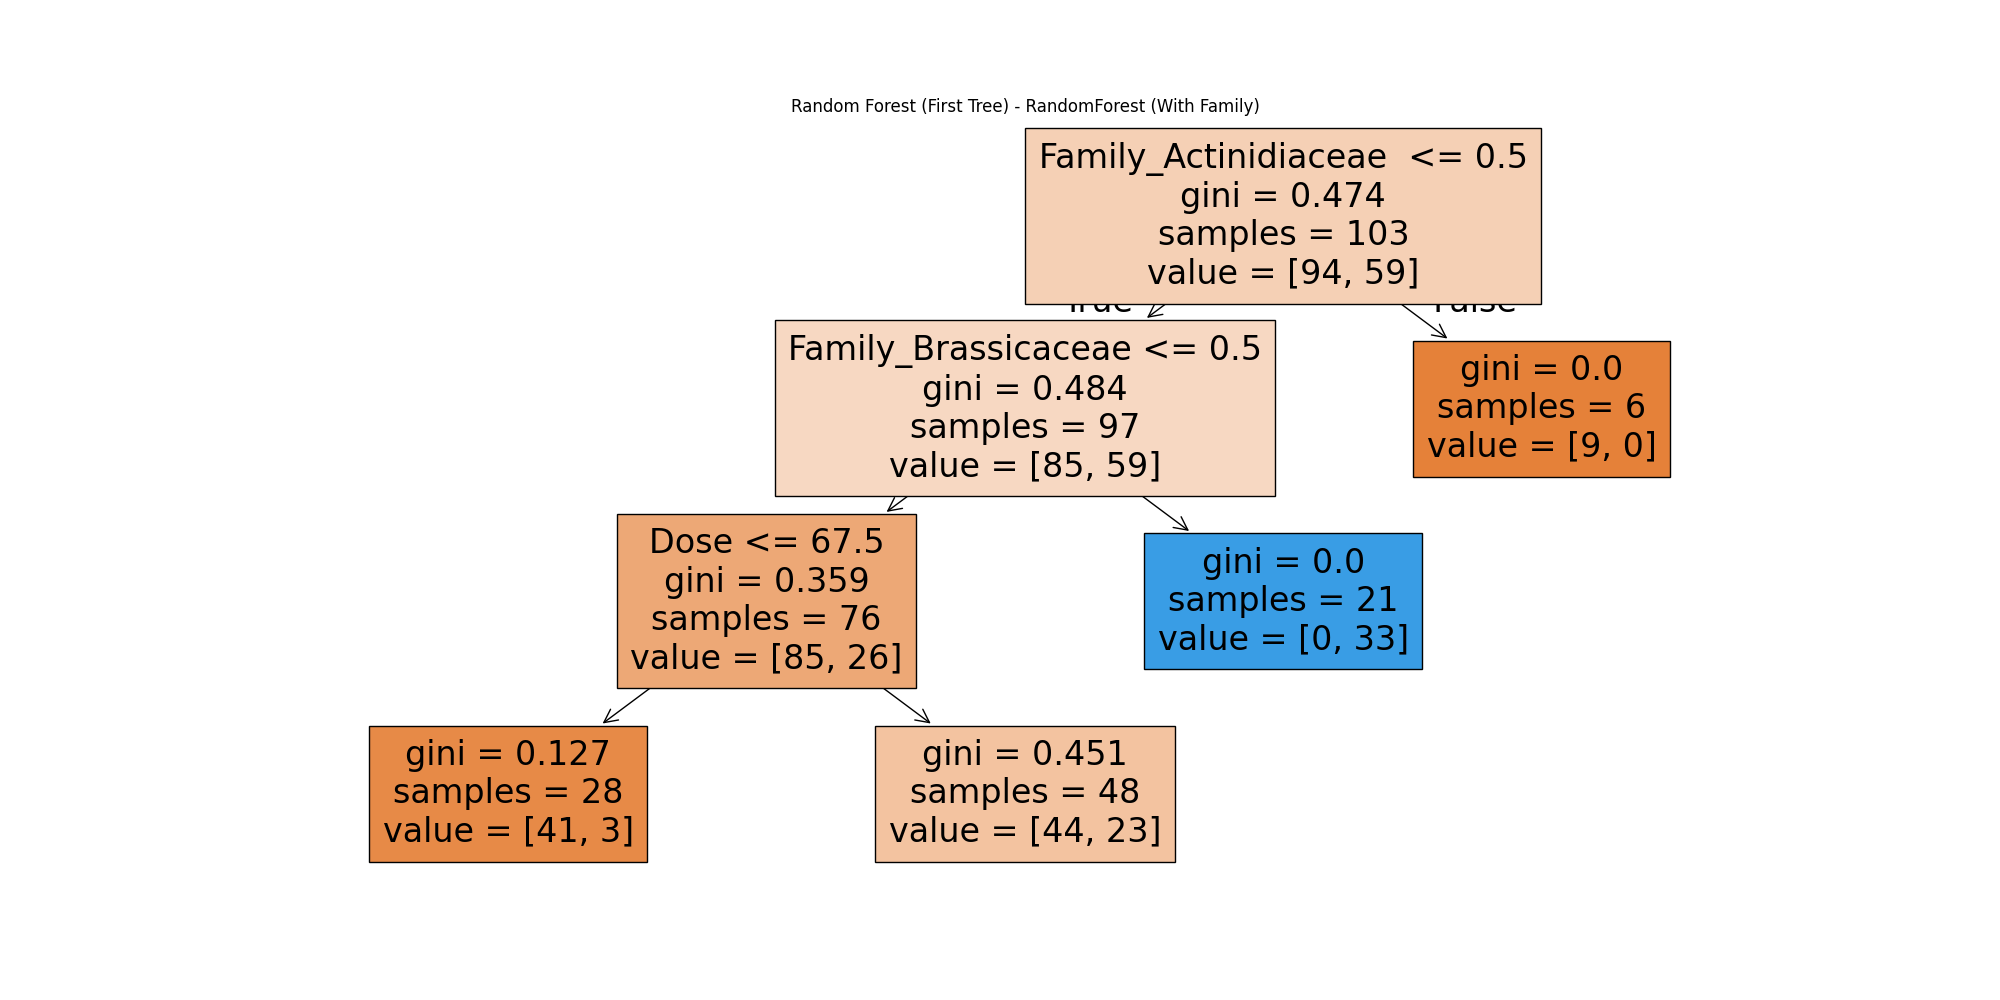 Random Forest (First Tree) - RandomForest (With Family)
Family_Actinidiaceae  <= 0.5
gini = 0.474
samples = 103
value = [94, 59]
True
False
Family_Brassicaceae <= 0.5
gini = 0.484
samples = 97
value = [85, 59]
gini = 0.0
samples = 6
value = [9, 0]
Dose <= 67.5
gini = 0.359
samples = 76
value = [85, 26]
gini = 0.0
samples = 21
value = [0, 33]
gini = 0.127
samples = 28
value = [41, 3]
gini = 0.451
samples = 48
value = [44, 23]